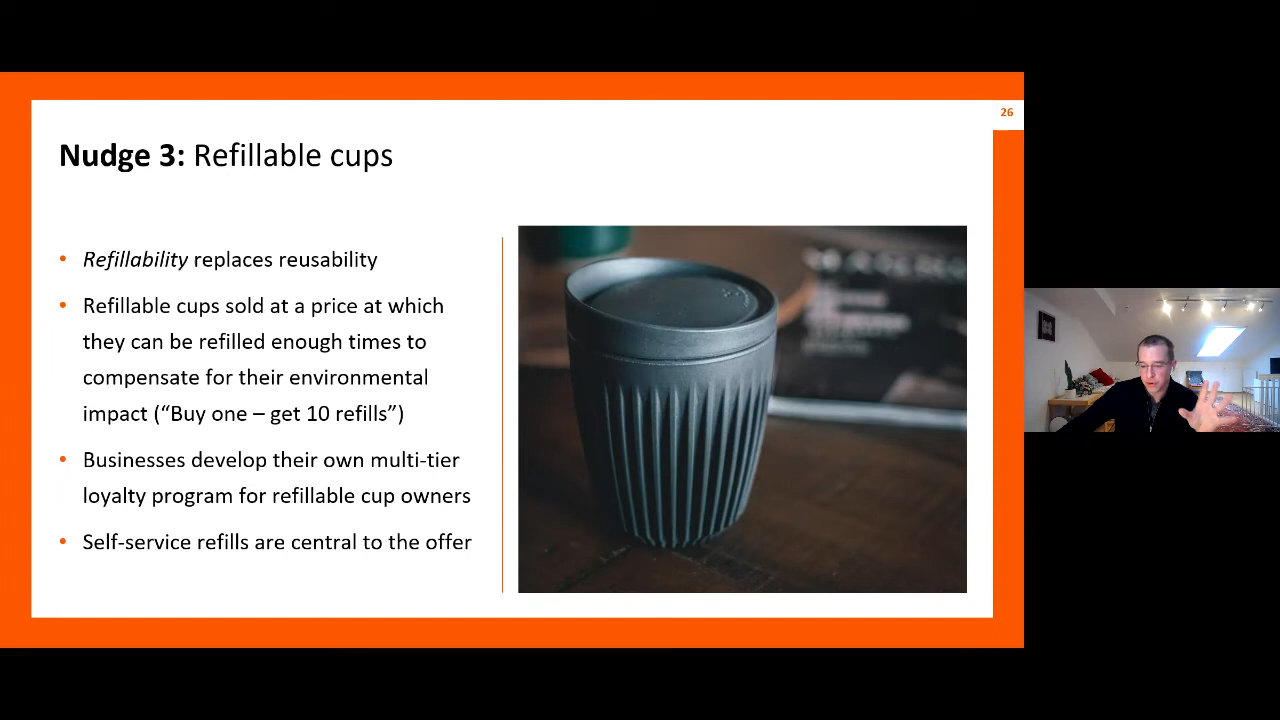 26
Nudge 3: Refillable cups
• Refillability replaces reusability
• Refillable cups sold at a price at which
they can be refilled enough times to
compensate for their environmental
impact (“Buy one – get 10 refills”)
• Businesses develop their own multi-tier
loyalty program for refillable cup owners
• Self-service refills are central to the offer